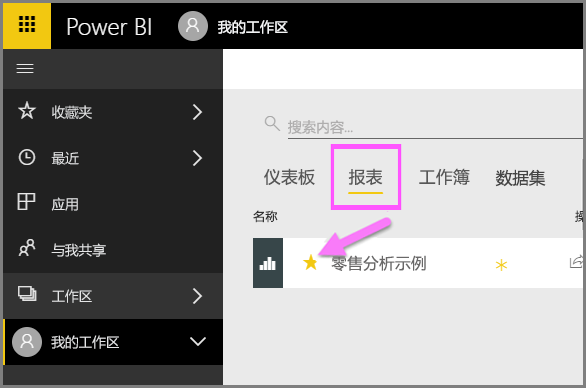 Power BI 我的工作区
收藏夹
最近
应用
与我共享
工作区
我的工作区
搜索内容...
仪表板 报表 工作簿 数据集
名称
零售分析示例